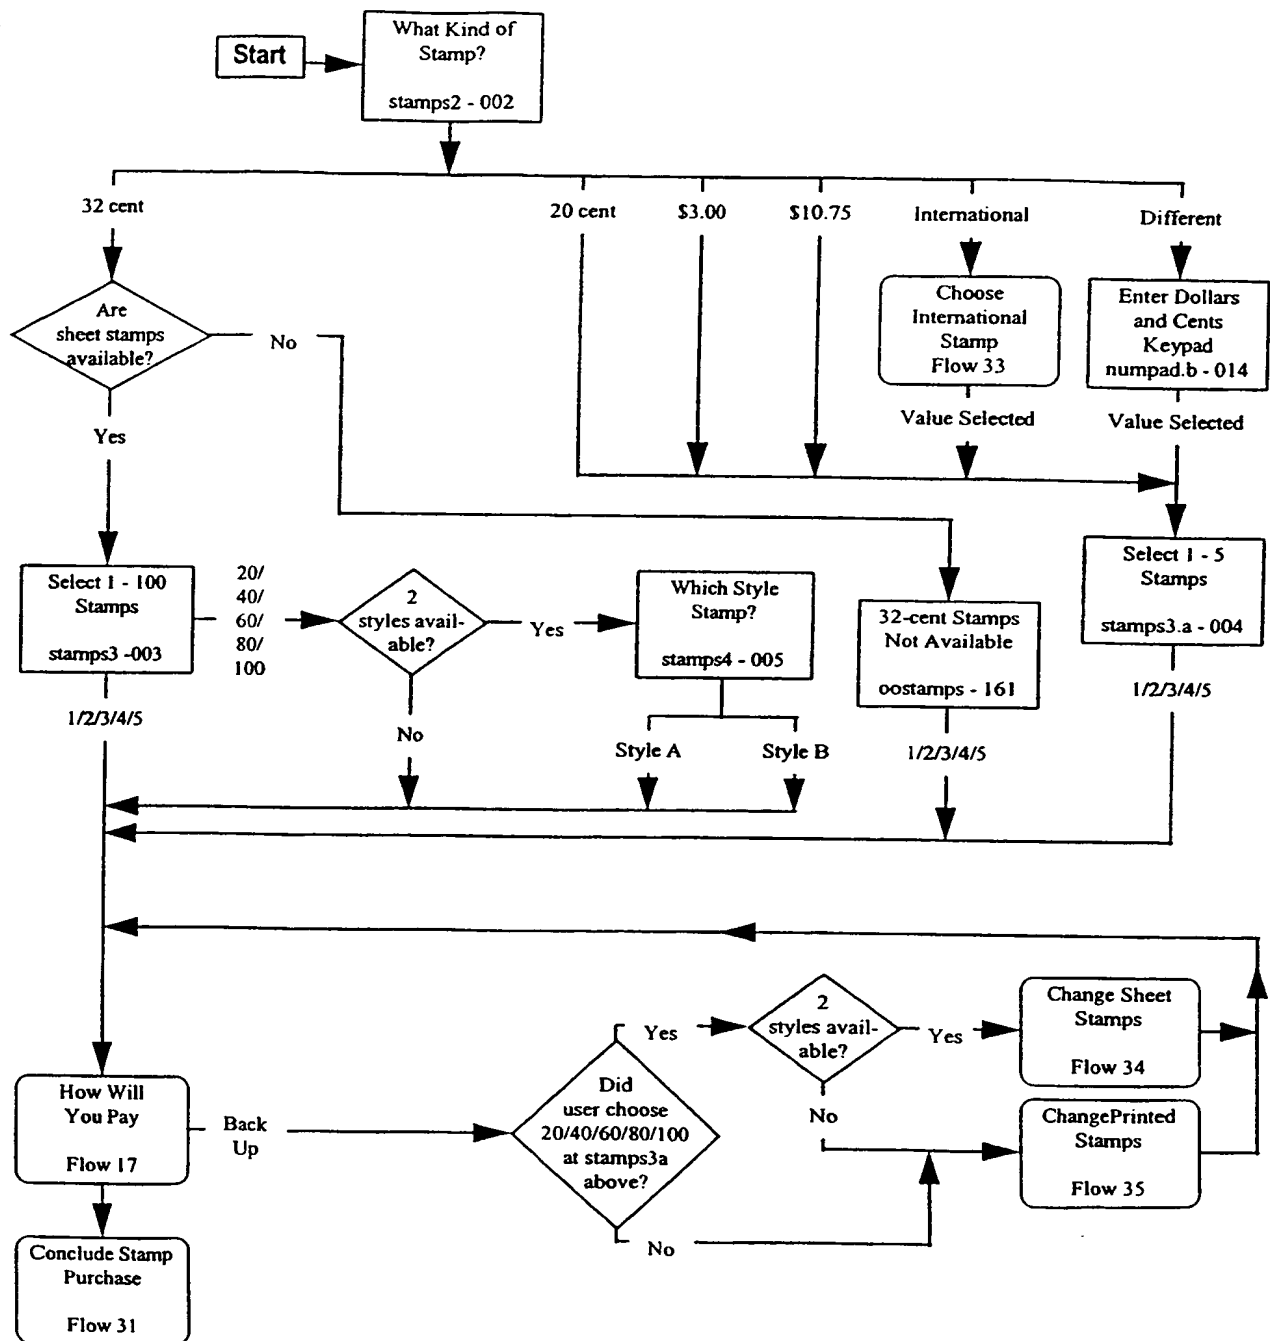 Start
What Kind of
Stamp?
stamps2 - 002
32 cent
20 cent
$3.00
$10.75
International
Different
Are
sheet stamps
available?
No
Yes
Choose
International
Stamp
Flow 33
Value Selected
Enter Dollars
and Cents
Keypad
numpad.b - 014
Value Selected
Select 1 - 100
Stamps
stamps3 -003
20/
40/
60/
80/
100
2
styles avail-
able?
Yes
No
Which Style
Stamp?
stamps4 - 005
Style A
Style B
32-cent Stamps
Not Available
oostamps - 161
1/2/3/4/5
Select 1 - 5
Stamps
stamps3.a - 004
1/2/3/4/5
1/2/3/4/5
How Will
You Pay
Flow 17
Back
Up
Did
user choose
20/40/60/80/100
at stamps3a
above?
Yes
No
2
styles avail-
able?
Yes
No
Change Sheet
Stamps
Flow 34
ChangePrinted
Stamps
Flow 35
Conclude Stamp
Purchase
Flow 31